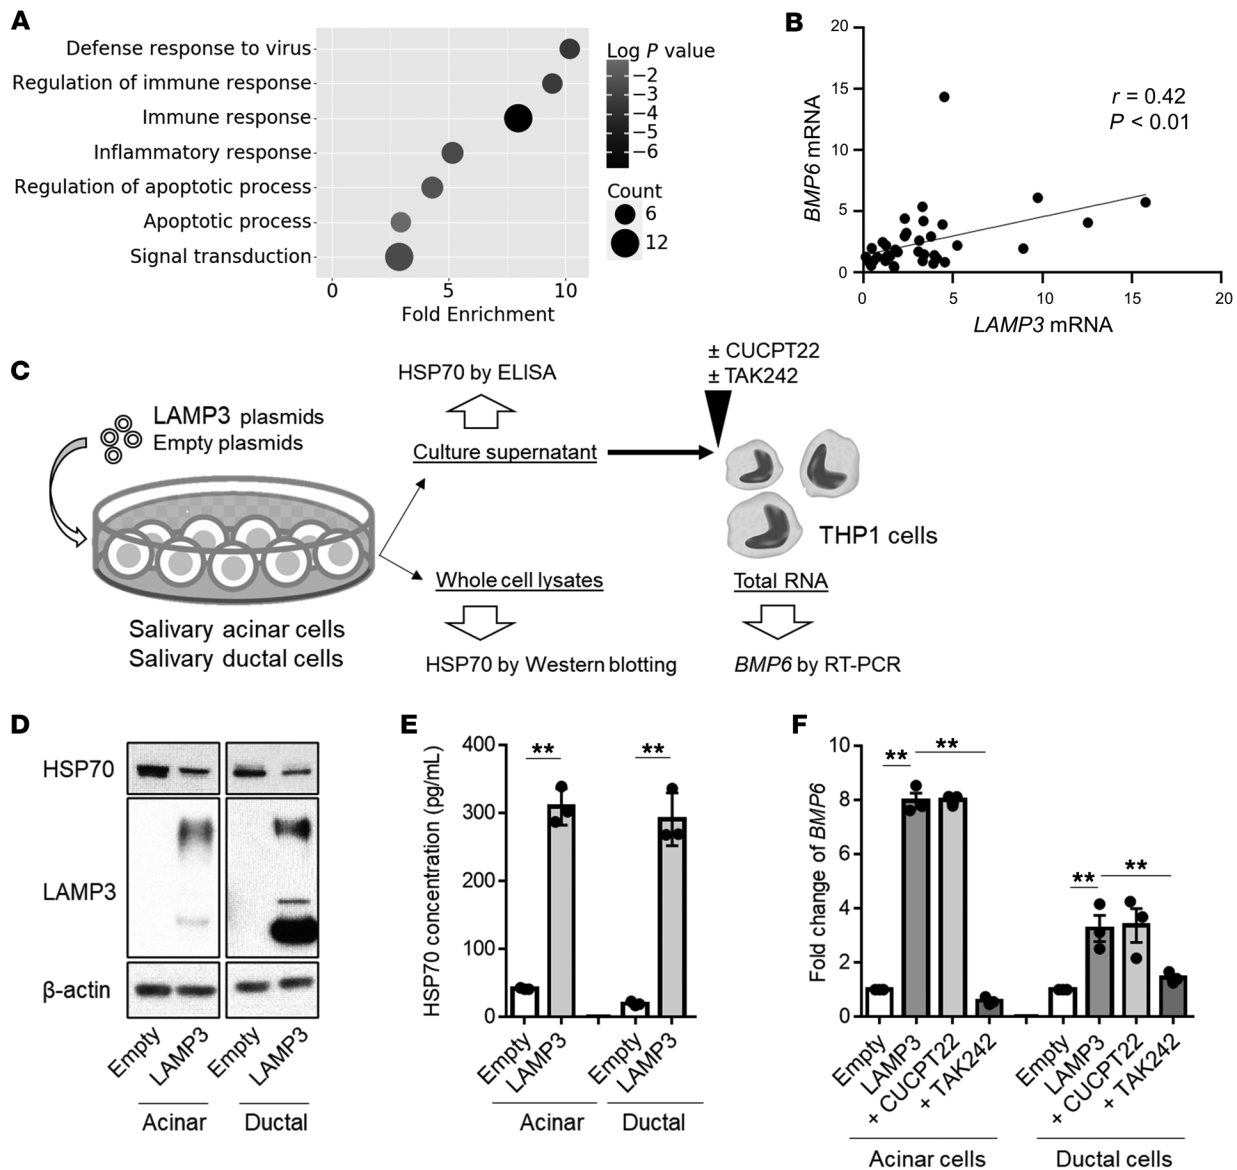 A
Defense response to virus
Regulation of immune response
Immune response
Inflammatory response
Regulation of apoptotic process
Apoptotic process
Signal transduction
0 5 10
Fold Enrichment
Log P value
−2
−3
−4
−5
−6
Count
6
12
B
20
15
10
5
0
BMP6 mRNA
r = 0.42
P < 0.01
0 5 10 15 20
LAMP3 mRNA
C
LAMP3 plasmids
Empty plasmids
Salivary acinar cells
Salivary ductal cells
HSP70 by ELISA
Culture supernatant
Whole cell lysates
HSP70 by Western blotting
± CUCPT22
± TAK242
THP1 cells
Total RNA
BMP6 by RT-PCR
D
HSP70
LAMP3
β-actin
Empty
LAMP3
Empty
LAMP3
Acinar
Ductal
E
HSP70 concentration (pg/mL)
400
300
200
100
0
**
**
Empty
LAMP3
Empty
LAMP3
Acinar
Ductal
F
Fold change of BMP6
10
8
6
4
2
0
**
**
**
**
Empty
LAMP3
+ CUCPT22
+ TAK242
Empty
LAMP3
+ CUCPT22
+ TAK242
Acinar cells
Ductal cells